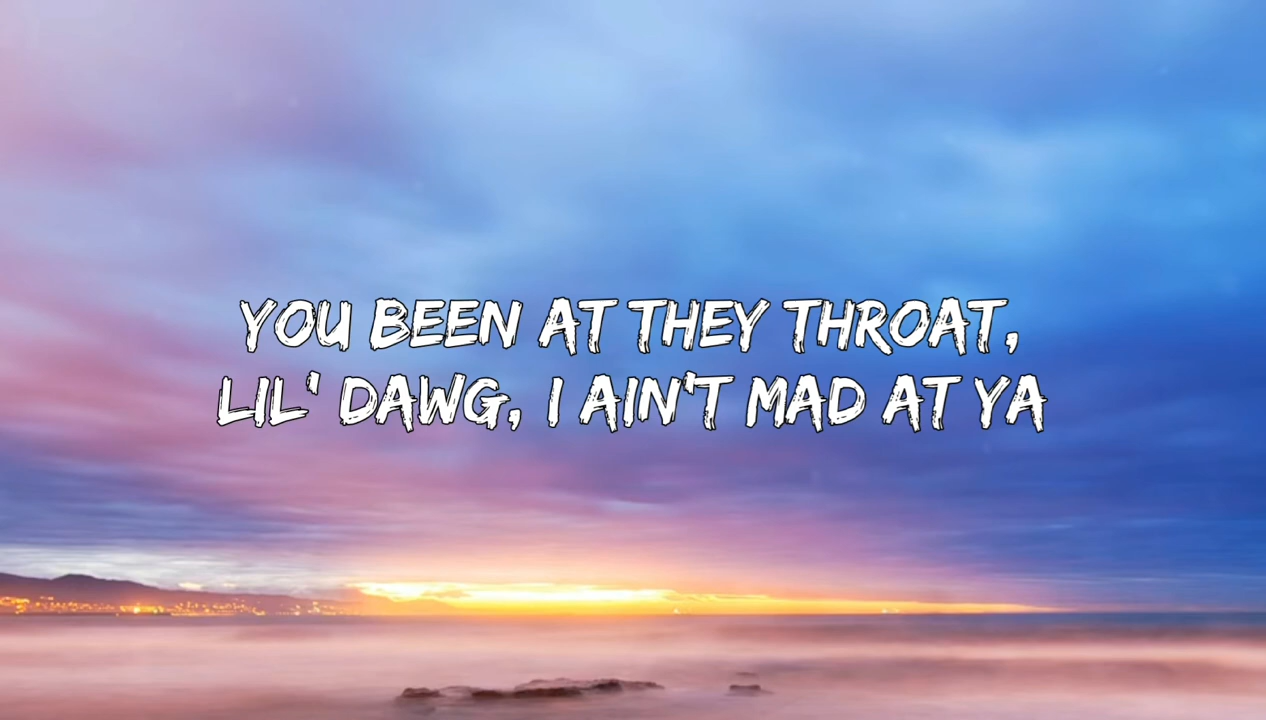 YOU BEEN AT THEY THROAT,
LIL' DAWG, I AIN'T MAD AT YA